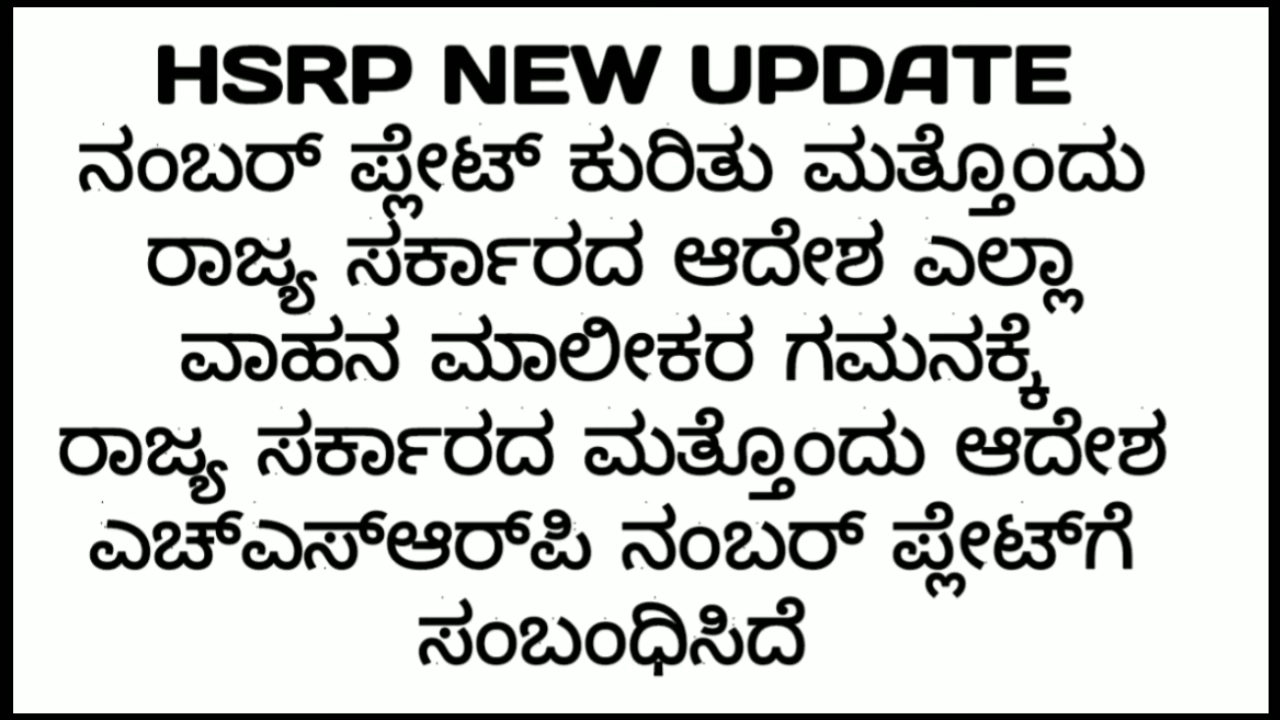 HSRP NEW UPDATE
ನಂಬರ್ ಪ್ಲೇಟ್ ಕುರಿತು ಮತ್ತೊಂದು
ರಾಜ್ಯ ಸರ್ಕಾರದ ಆದೇಶ ಎಲ್ಲಾ
ವಾಹನ ಮಾಲೀಕರ ಗಮನಕ್ಕೆ
ರಾಜ್ಯ ಸರ್ಕಾರದ ಮತ್ತೊಂದು ಆದೇಶ
ಎಚ್‌ಎಸ್‌ಆರ್‌ಪಿ ನಂಬರ್ ಪ್ಲೇಟ್‌ಗೆ
ಸಂಬಂಧಿಸಿದೆ